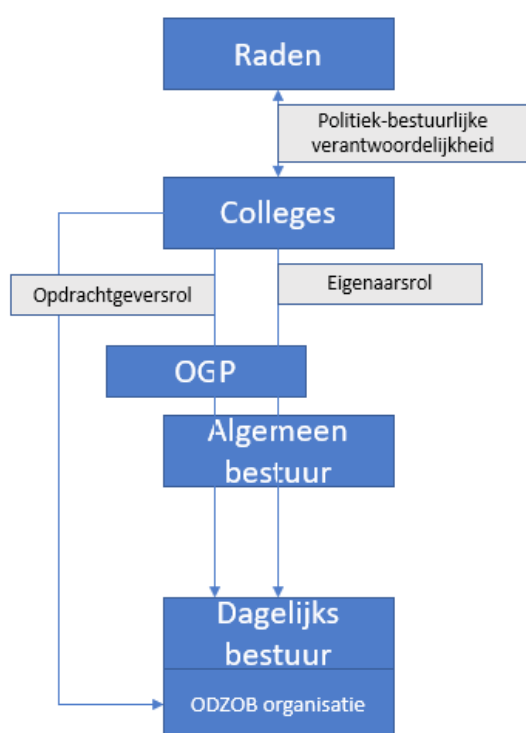 Raden
Politiek-bestuurlijke
verantwoordelijkheid
Colleges
Opdrachtgeversrol
Eigenaarsrol
OGP
Algemeen
bestuur
Dagelijks
bestuur
ODZOB organisatie